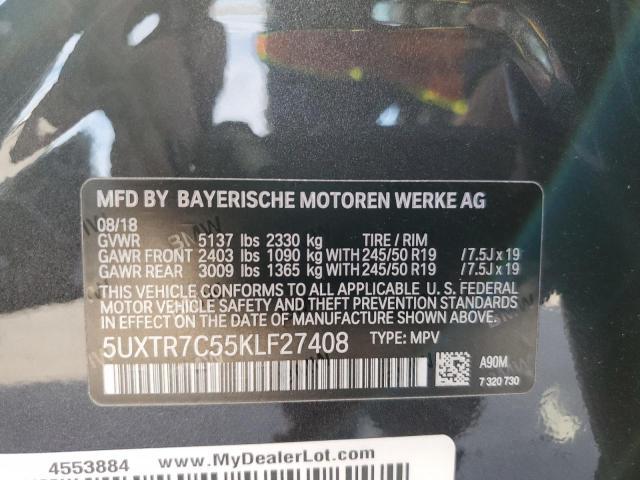 MFD BY BAYERISCHE MOTOREN WERKE AG
08/18
GVWR 5137 lbs 2330 kg TIRE / RIM
GAWR FRONT 2403 lbs 1090 kg WITH 245/50 R19 / 7.5J x 19
GAWR REAR 3009 lbs 1365 kg WITH 245/50 R19 / 7.5J x 19
THIS VEHICLE CONFORMS TO ALL APPLICABLE U. S. FEDERAL
MOTOR VEHICLE SAFETY AND THEFT PREVENTION STANDARDS
IN EFFECT ON THE DATE OF MANUFACTURE SHOWN ABOVE.
5UXTR7C55KLF27408 TYPE: MPV
A90M
7 320 730
4553884 www.MyDealerLot.com